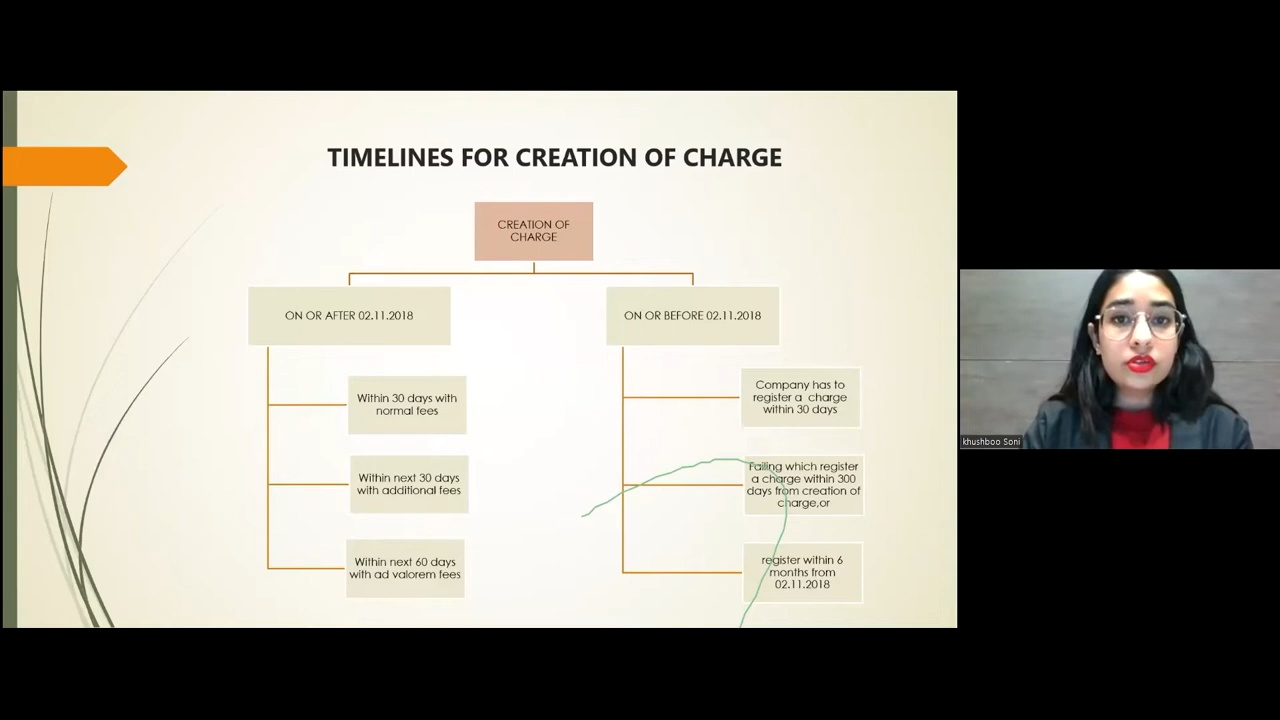 TIMELINES FOR CREATION OF CHARGE
CREATION OF
CHARGE
ON OR AFTER 02.11.2018
Within 30 days with
normal fees
Within next 30 days
with additional fees
Within next 60 days
with ad valorem fees
ON OR BEFORE 02.11.2018
Company has to
register a charge
within 30 days
Failing which register
a charge within 300
days from creation of
charge,or
register within 6
months from
02.11.2018
khushboo Soni